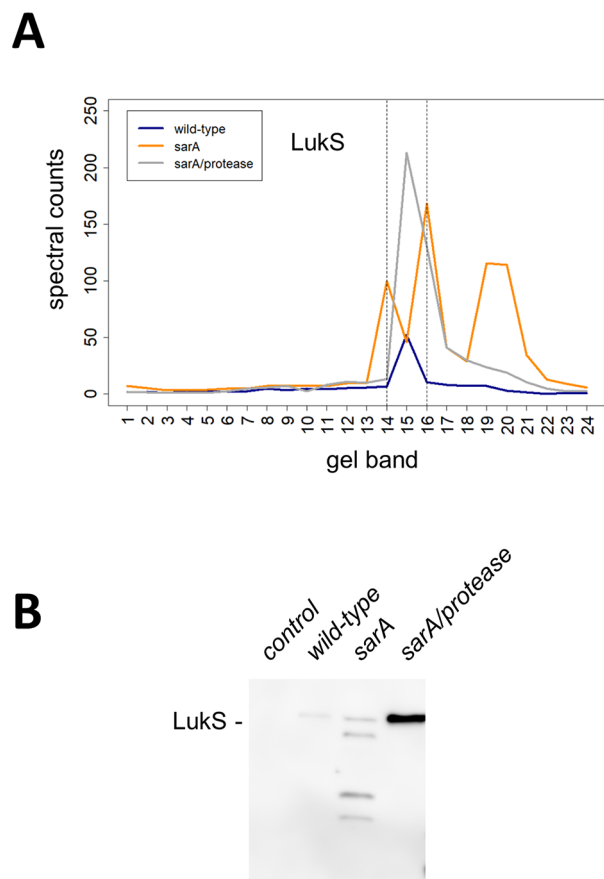 A
250
200
150
100
50
0
spectral counts
wild-type
sarA
sarA/protease
LukS
1 2 3 4 5 6 7 8 9 10 11 12 13 14 15 16 17 18 19 20 21 22 23 24
gel band
B
control wild-type sarA sarA/protease
LukS -